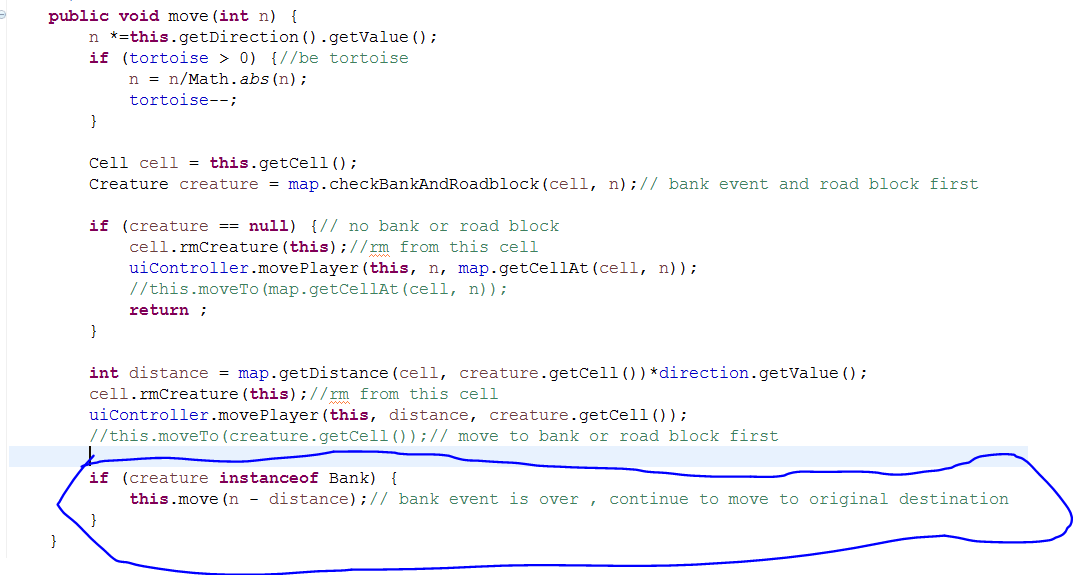 public void move(int n) {
n *=this.getDirection().getValue();
if (tortoise > 0) {//be tortoise
n = n/Math.abs(n);
tortoise--;
}
Cell cell = this.getCell();
Creature creature = map.checkBankAndRoadblock(cell, n);// bank event and road block first
if (creature == null) {// no bank or road block
cell.rmCreature(this);//rm from this cell
uiController.movePlayer(this, n, map.getCellAt(cell, n));
//this.moveTo(map.getCellAt(cell, n));
return ;
}
int distance = map.getDistance(cell, creature.getCell())*direction.getValue();
cell.rmCreature(this);//rm from this cell
uiController.movePlayer(this, distance, creature.getCell());
//this.moveTo(creature.getCell());// move to bank or road block first
if (creature instanceof Bank) {
this.move(n - distance);// bank event is over , continue to move to original destination
}
}